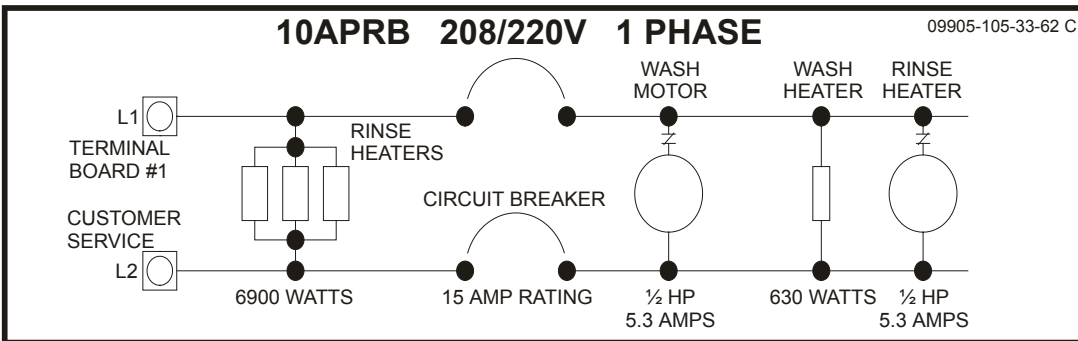 10APRB 208/220V 1 PHASE
09905-105-33-62 C
WASH
MOTOR
WASH
HEATER
RINSE
HEATER
L1
TERMINAL
BOARD #1
RINSE
HEATERS
CIRCUIT BREAKER
CUSTOMER
SERVICE
L2
6900 WATTS
15 AMP RATING
½ HP
5.3 AMPS
630 WATTS
½ HP
5.3 AMPS